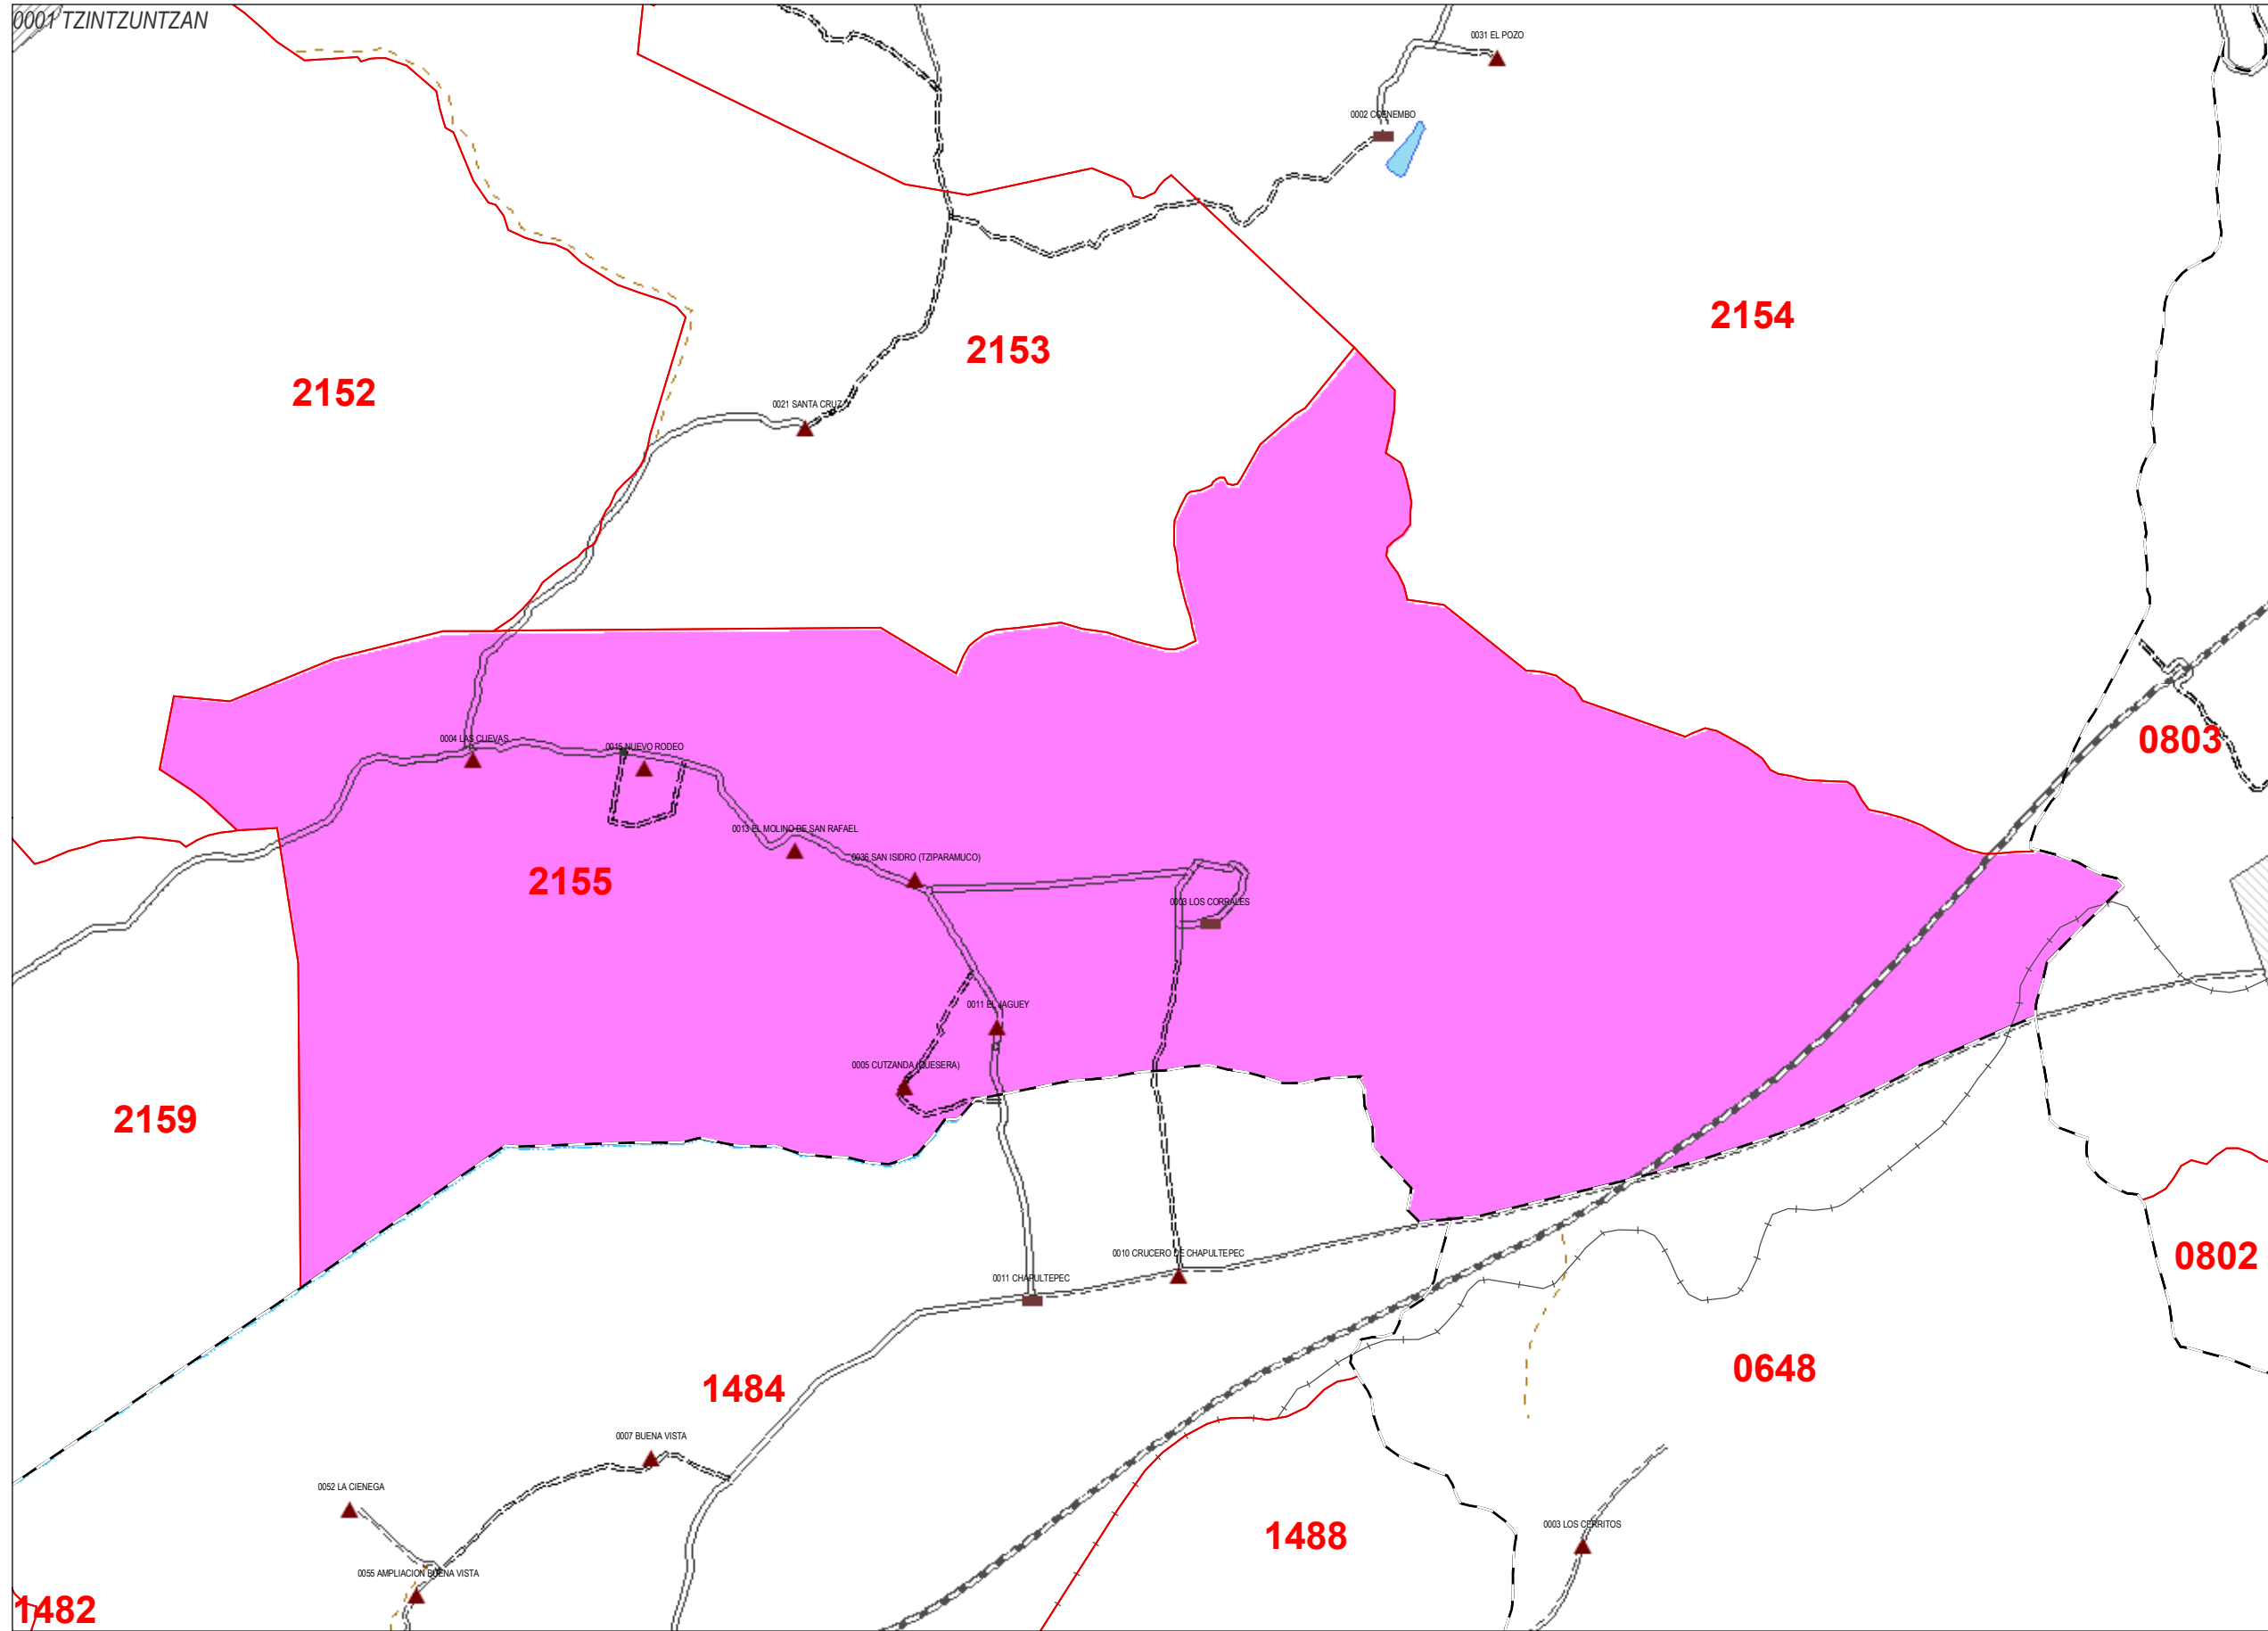 0001 TZINTZUNTZAN
0031 EL POZO
0002 COENEMBO
2154
2153
2152
0021 SANTA CRUZ
0803
0004 LAS CUEVAS
0015 NUEVO RODEO
0013 EL MOLINO DE SAN RAFAEL
0036 SAN ISIDRO (TZIPARAMUCO)
2155
0003 LOS CORRALES
0011 EL JAGUEY
0005 CUTZANDA (QUESERA)
2159
0010 CRUCERO DE CHAPULTEPEC
0802
0011 CHAPULTEPEC
0648
1484
0007 BUENA VISTA
0052 LA CIENEGA
0003 LOS CERRITOS
1488
0055 AMPLIACION BUENA VISTA
1482